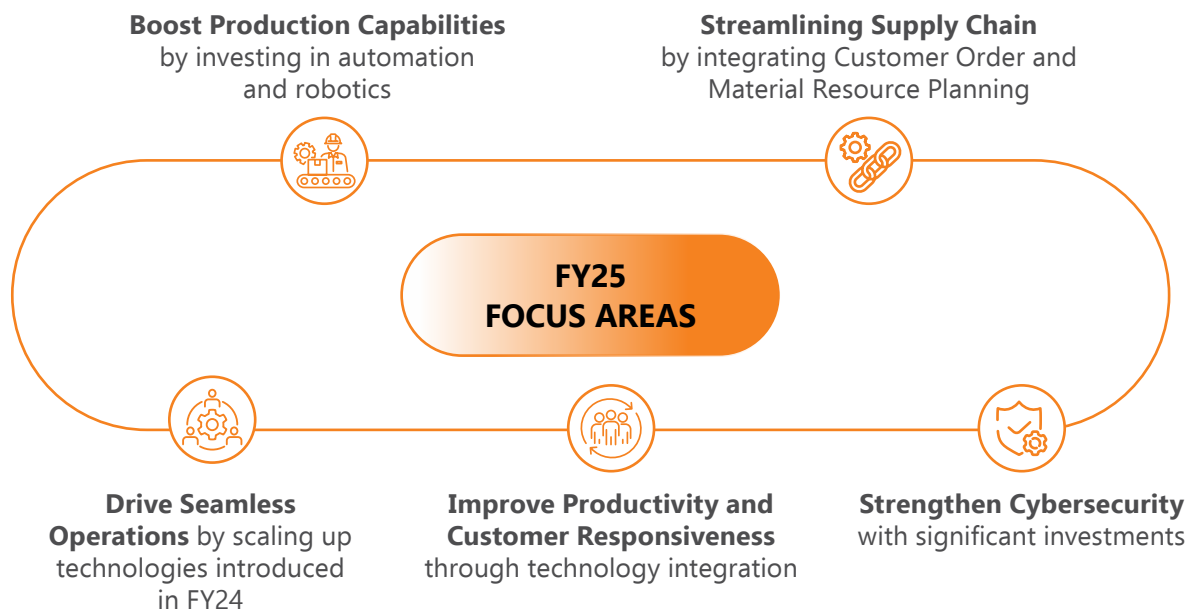 Boost Production Capabilities
by investing in automation
and robotics
Streamlining Supply Chain
by integrating Customer Order and
Material Resource Planning
FY25
FOCUS AREAS
Drive Seamless
Operations by scaling up
technologies introduced
in FY24
Improve Productivity and
Customer Responsiveness
through technology integration
Strengthen Cybersecurity
with significant investments